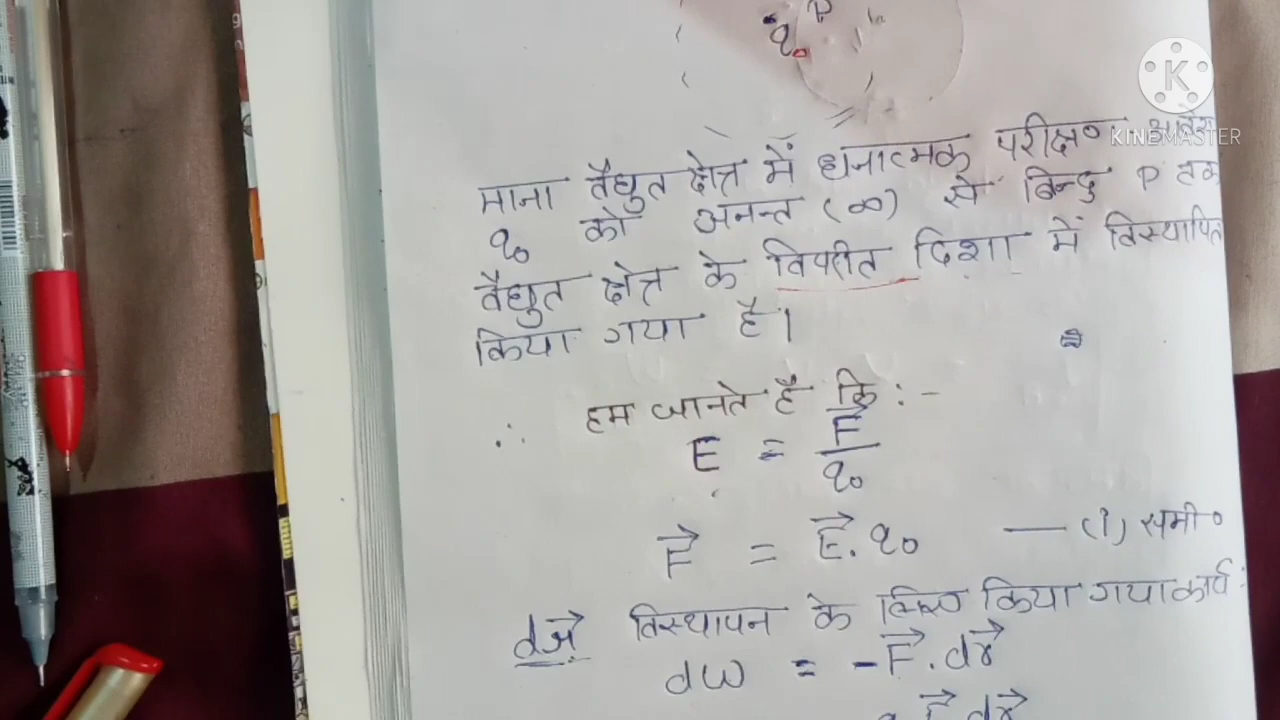 P
q₀
KINEMASTER
माना वैद्युत क्षेत्र में धनात्मक परीक्षण आवेश
q₀ को अनन्त (∞) से बिन्दु P तक
वैद्युत क्षेत्र के विपरीत दिशा में विस्थापित
किया गया है।
∴ हम जानते है कि :-
E = F⃗ / q₀
F⃗ = E⃗. q₀ — (1) समी०
dr⃗ विस्थापन के लिए किया गया कार्य :
dw = -F⃗. dr⃗